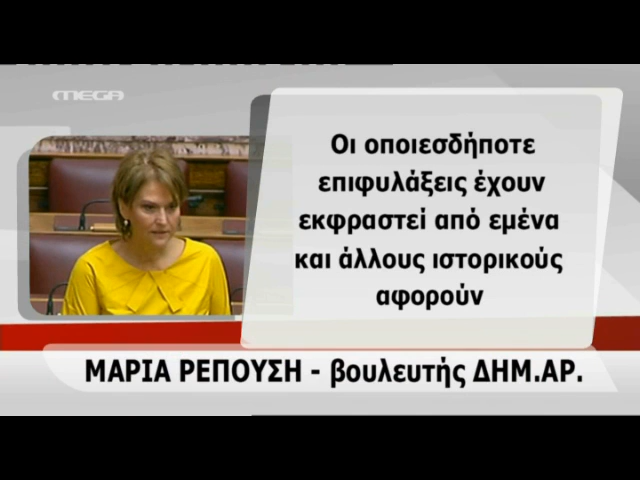 MEGA
Οι οποιεσδήποτε
επιφυλάξεις έχουν
εκφραστεί από εμένα
και άλλους ιστορικούς
αφορούν
ΜΑΡΙΑ ΡΕΠΟΥΣΗ - βουλευτής ΔΗΜ.ΑΡ.